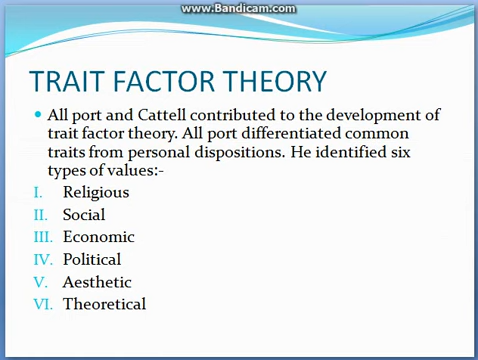 www.Bandicam.com
TRAIT FACTOR THEORY
All port and Cattell contributed to the development of
trait factor theory. All port differentiated common
traits from personal dispositions. He identified six
types of values:-
I. Religious
II. Social
III. Economic
IV. Political
V. Aesthetic
VI. Theoretical